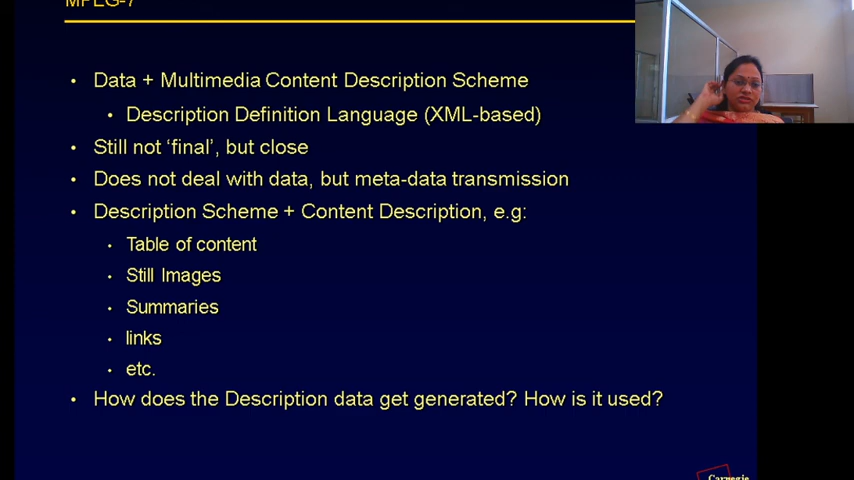 MPEG-7
• Data + Multimedia Content Description Scheme
• Description Definition Language (XML-based)
• Still not ‘final’, but close
• Does not deal with data, but meta-data transmission
• Description Scheme + Content Description, e.g:
• Table of content
• Still Images
• Summaries
• links
• etc.
• How does the Description data get generated? How is it used?
Carnegie